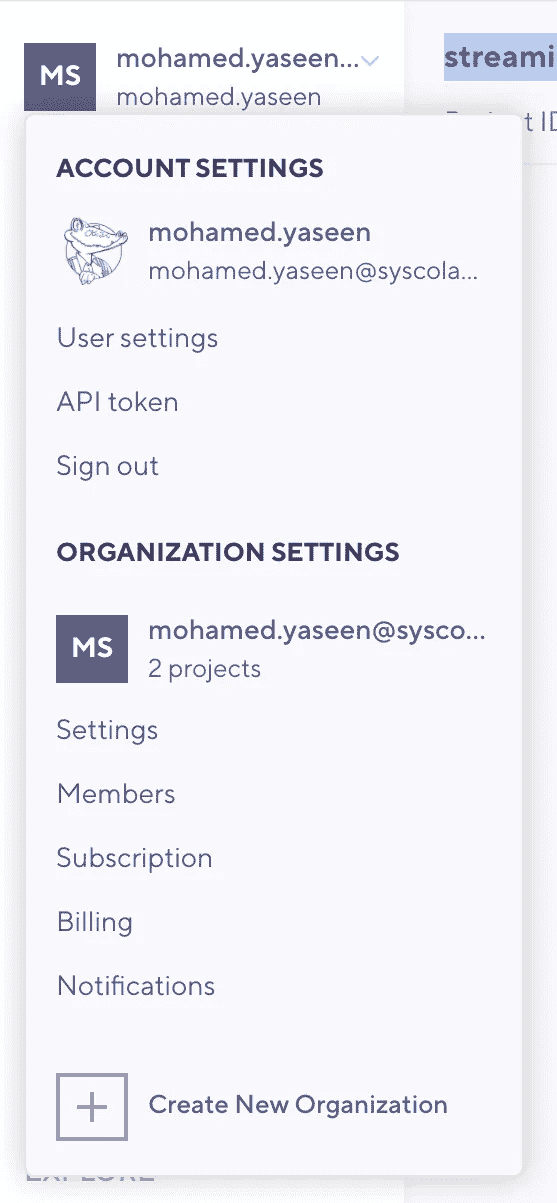 MS
mohamed.yaseen...
mohamed.yaseen
streami
ACCOUNT SETTINGS
mohamed.yaseen
mohamed.yaseen@syscola...
User settings
API token
Sign out
ORGANIZATION SETTINGS
MS
mohamed.yaseen@sysco...
2 projects
Settings
Members
Subscription
Billing
Notifications
Create New Organization